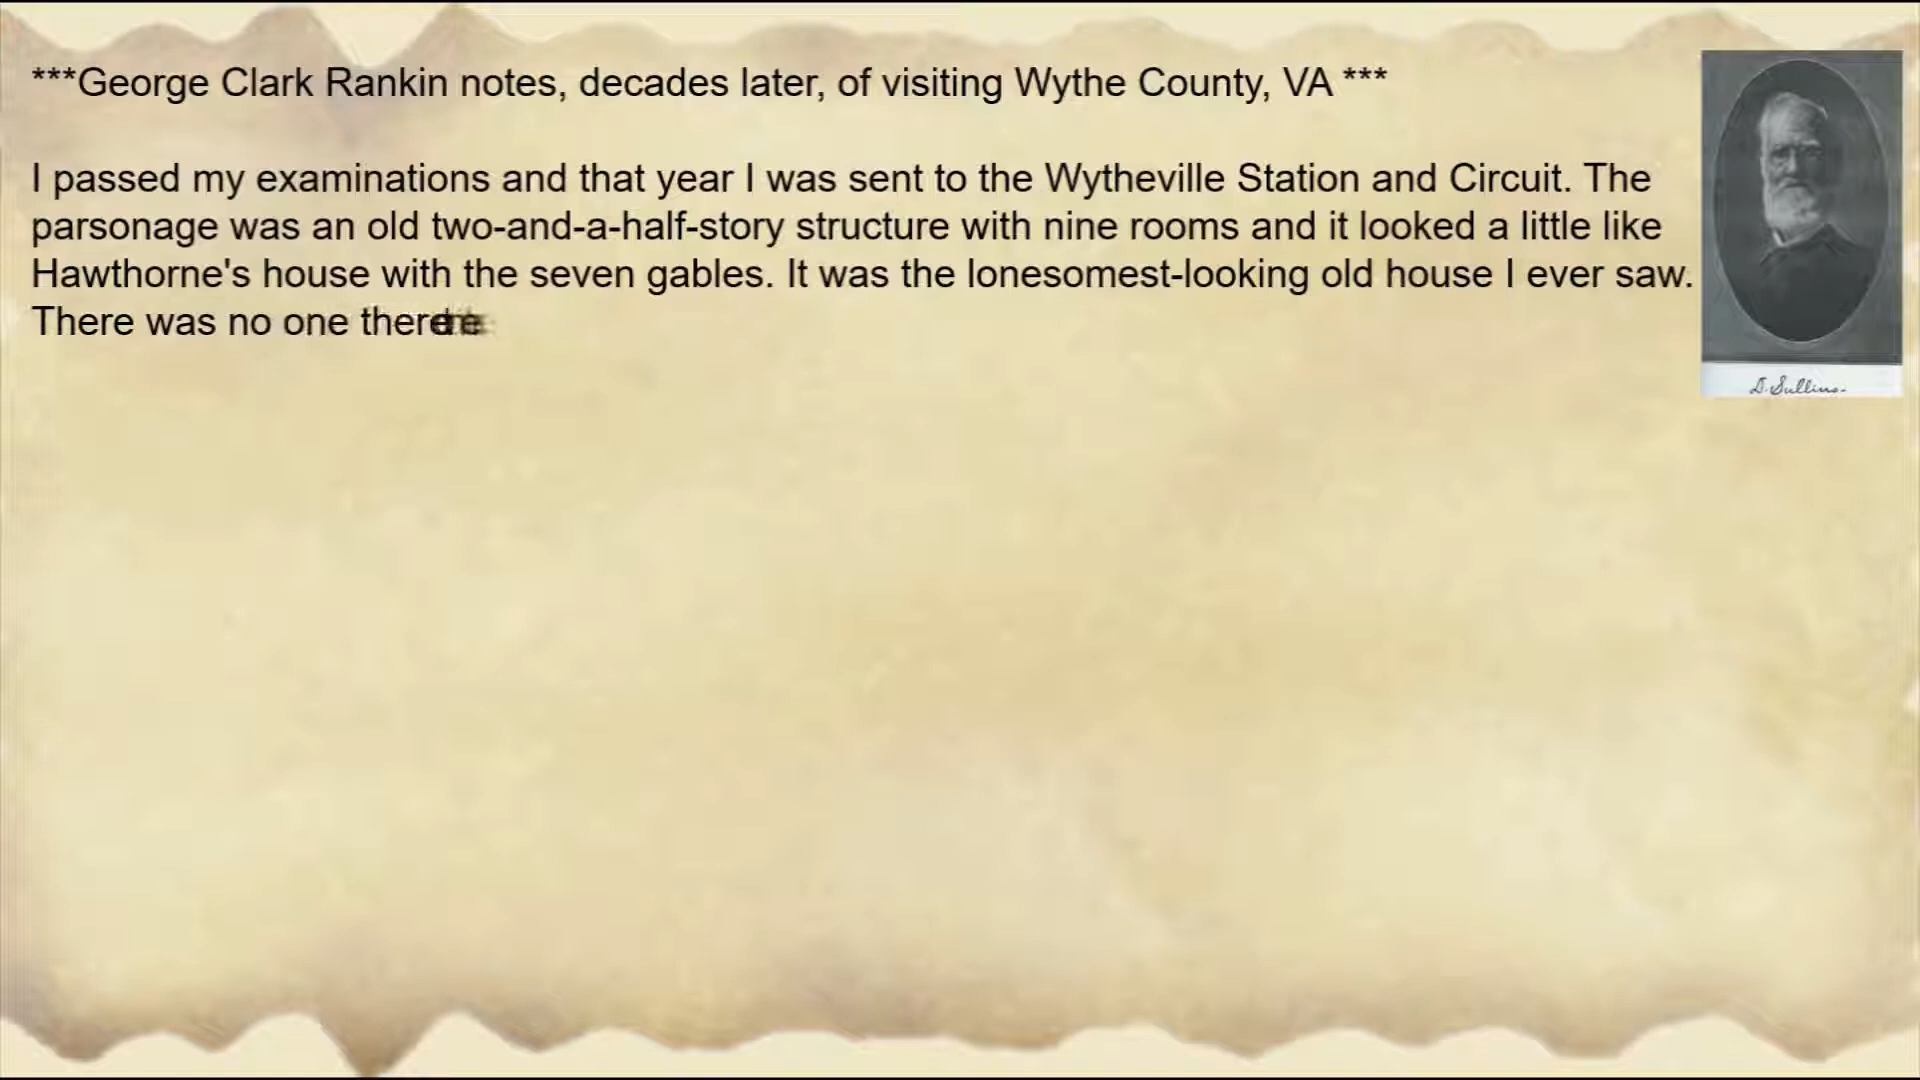 ***George Clark Rankin notes, decades later, of visiting Wythe County, VA ***
I passed my examinations and that year I was sent to the Wytheville Station and Circuit. The
parsonage was an old two-and-a-half-story structure with nine rooms and it looked a little like
Hawthorne's house with the seven gables. It was the lonesomest-looking old house I ever saw.
There was no one there
D. Sullins.